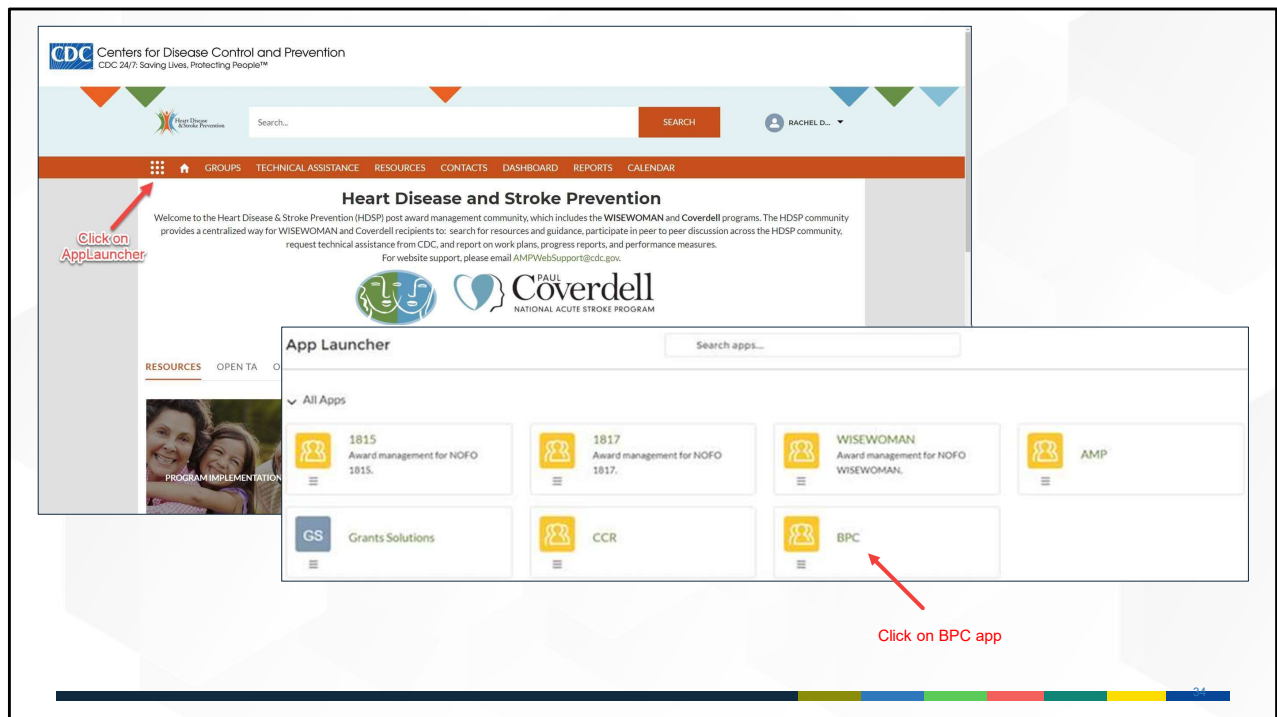 CDC Centers for Disease Control and Prevention
CDC 24/7: Saving Lives, Protecting People™
Heart Disease
&Stroke Prevention
Search...
SEARCH
RACHEL D...
GROUPS TECHNICAL ASSISTANCE RESOURCES CONTACTS DASHBOARD REPORTS CALENDAR
Click on
AppLauncher
Heart Disease and Stroke Prevention
Welcome to the Heart Disease & Stroke Prevention (HDSP) post award management community, which includes the WISEWOMAN and Coverdell programs. The HDSP community
provides a centralized way for WISEWOMAN and Coverdell recipients to: search for resources and guidance, participate in peer to peer discussion across the HDSP community,
request technical assistance from CDC, and report on work plans, progress reports, and performance measures.
For website support, please email AMPWebSupport@cdc.gov.
PAUL
Coverdell
NATIONAL ACUTE STROKE PROGRAM
RESOURCES OPEN TA O
PROGRAM IMPLEMENTATION
App Launcher
Search apps...
All Apps
1815
Award management for NOFO
1815.
1817
Award management for NOFO
1817.
WISEWOMAN
Award management for NOFO
WISEWOMAN.
AMP
GS Grants Solutions
CCR
BPC
Click on BPC app
34